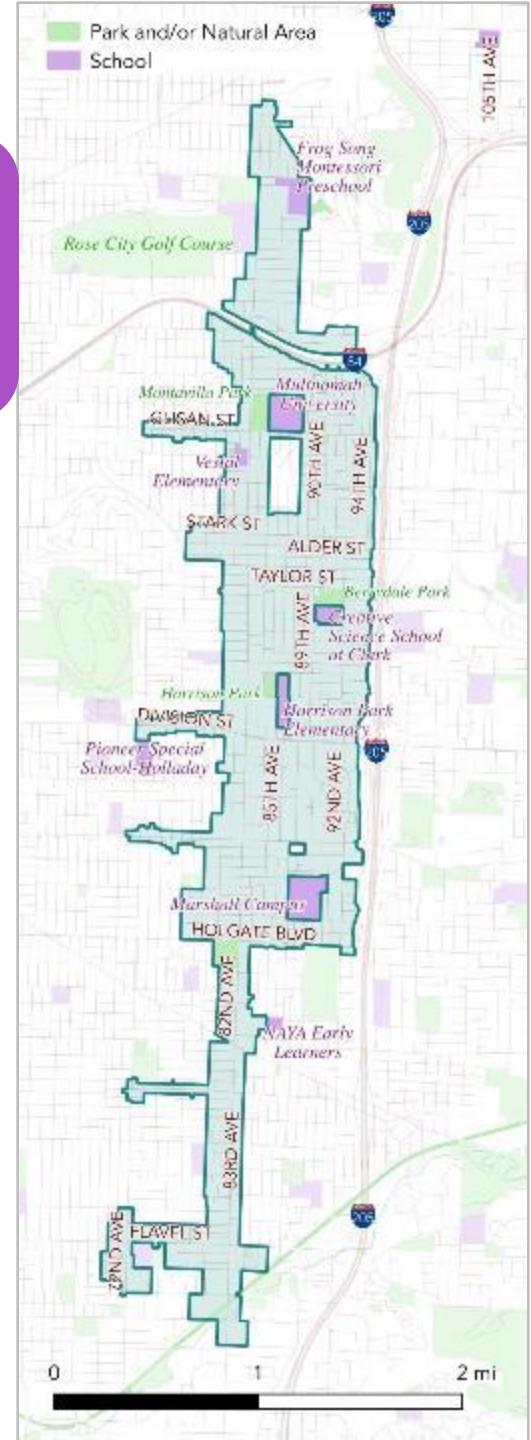 205
Park and/or Natural Area
School
105TH AVE
Frog Song
Montessori
Preschool
205
Rose City Golf Course
84
Montavilla Park
Multnomah
University
GLISAN ST
Vestal
Elementary
90TH AVE
94TH AVE
STARK ST
ALDER ST
TAYLOR ST
Berrydale Park
89TH AVE
Creative
Science School
at Clark
Harrison Park
DIVISION ST
Harrison Park
Elementary
Pioneer Special
School-Holladay
205
85TH AVE
92ND AVE
Marshall Campus
HOLGATE BLVD
82ND AVE
NAYA Early
Learners
83RD AVE
205
72ND AVE
FLAVEL ST
0 1 2 mi